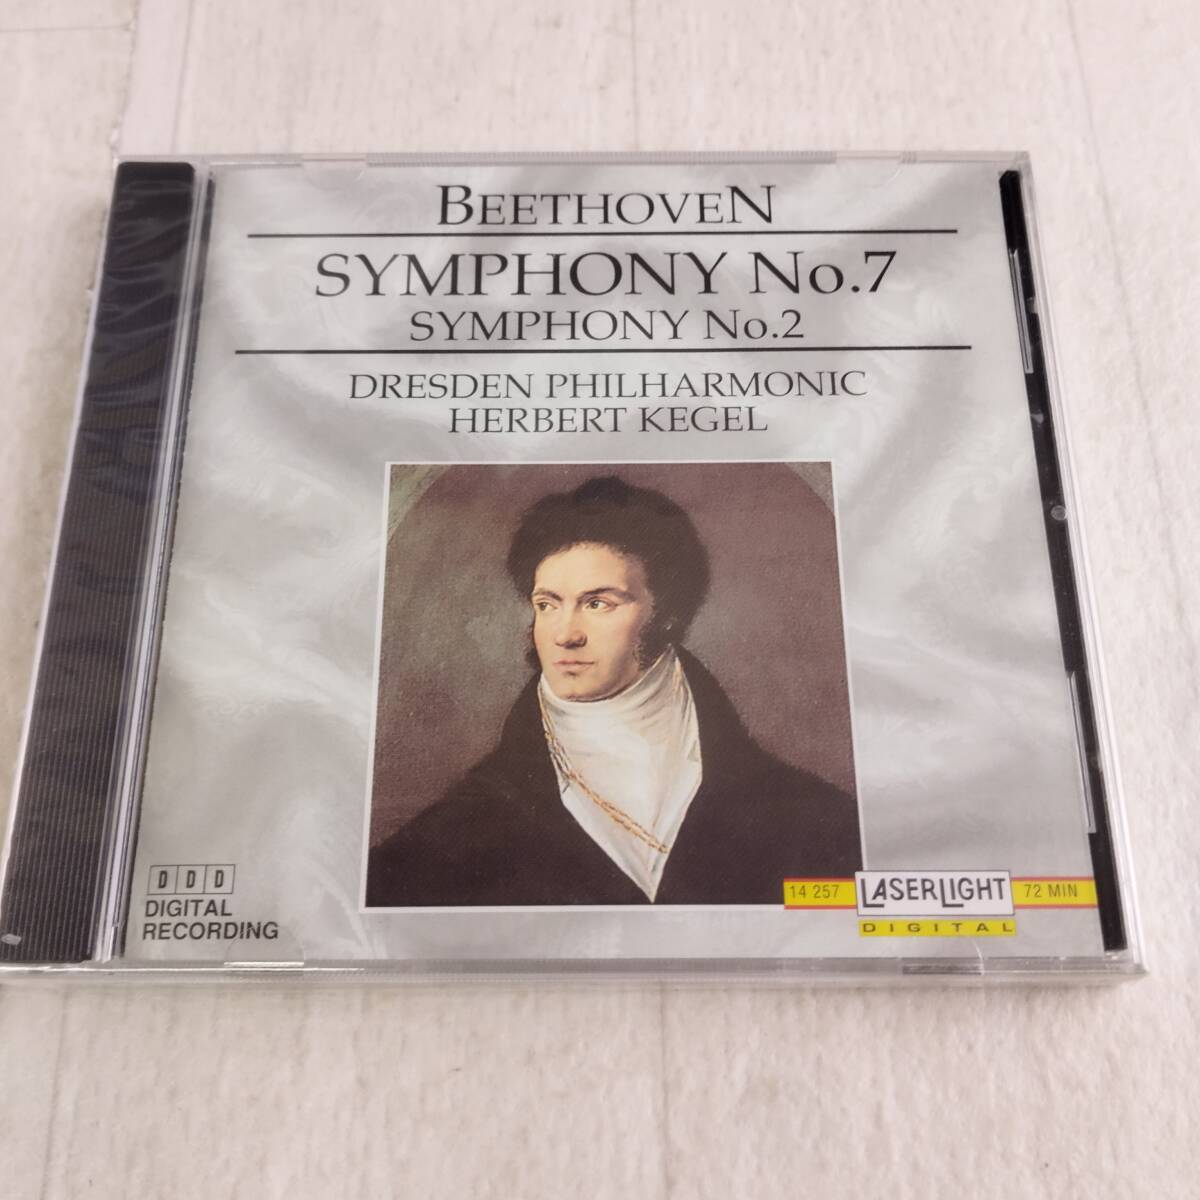 BEETHOVEN
SYMPHONY No.7
SYMPHONY No.2
DRESDEN PHILHARMONIC
HERBERT KEGEL
D D D
DIGITAL
RECORDING
14 257
LASERLIGHT
72 MIN
DIGITAL